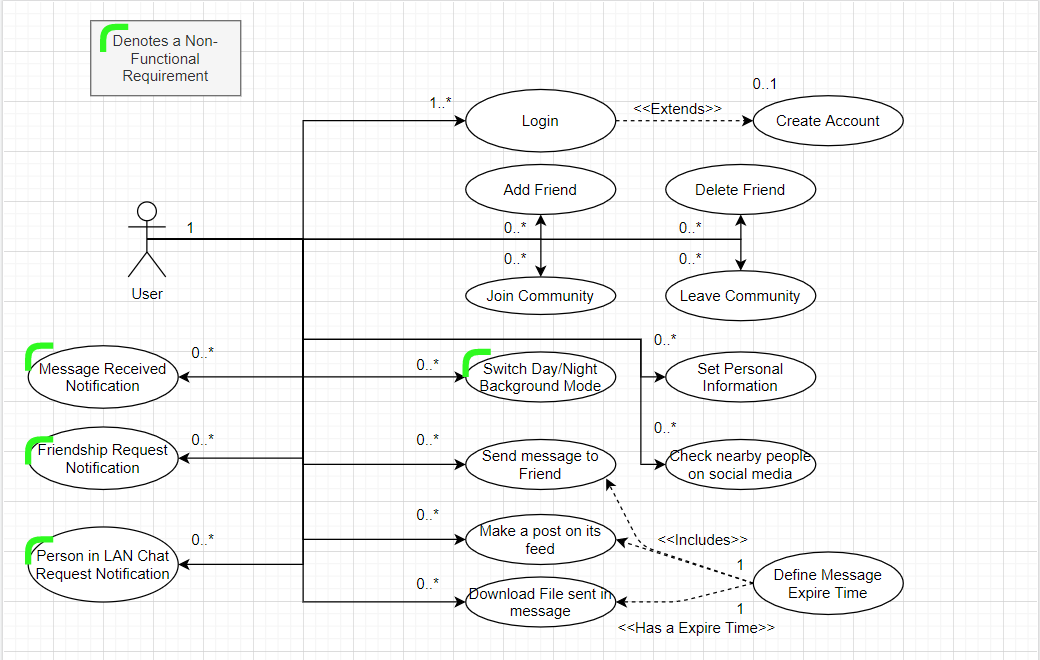 Denotes a Non-
Functional
Requirement
0..1
1..*
<<Extends>>
Login
Create Account
Add Friend
Delete Friend
1
0..*
0..*
0..*
0..*
User
Join Community
Leave Community
0..*
0..*
0..*
Message Received
Notification
Switch Day/Night
Background Mode
Set Personal
Information
0..*
0..*
0..*
Friendship Request
Notification
Send message to
Friend
Check nearby people
on social media
0..*
0..*
Person in LAN Chat
Request Notification
Make a post on its
feed
<<Includes>>
1
0..*
Define Message
Expire Time
Download File sent in
message
1
<<Has a Expire Time>>